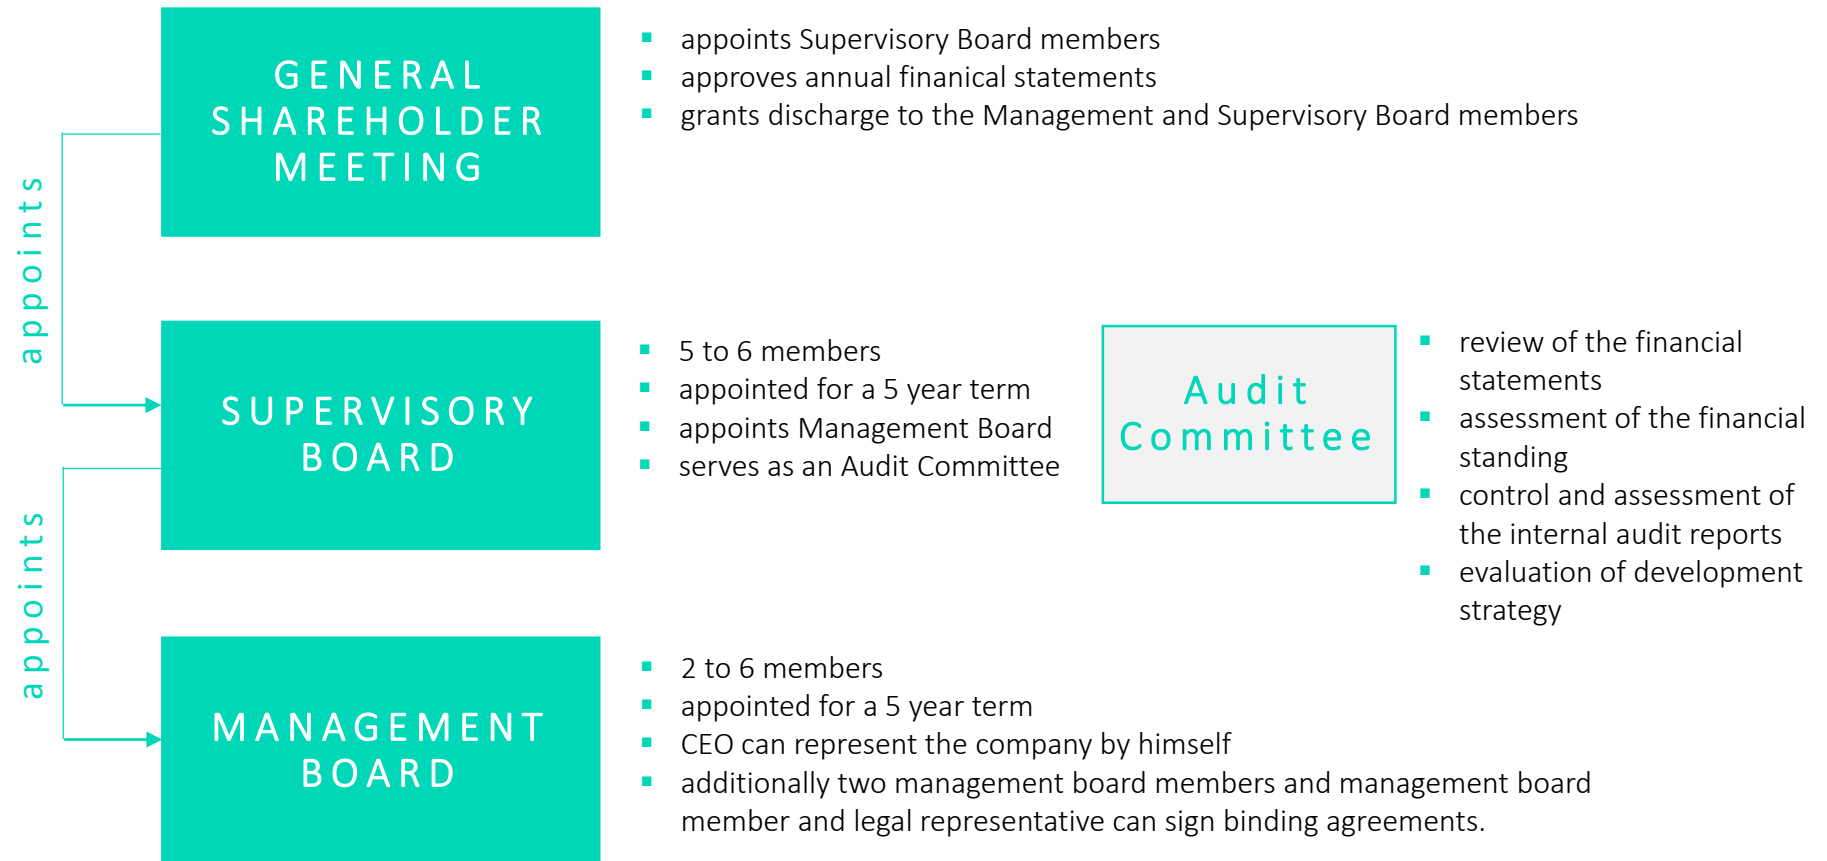 GENERAL
SHAREHOLDER
MEETING
appoints Supervisory Board members
approves annual finanical statements
grants discharge to the Management and Supervisory Board members
appoints
SUPERVISORY
BOARD
5 to 6 members
appointed for a 5 year term
appoints Management Board
serves as an Audit Committee
Audit
Committee
review of the financial
statements
assessment of the financial
standing
control and assessment of
the internal audit reports
evaluation of development
strategy
appoints
MANAGEMENT
BOARD
2 to 6 members
appointed for a 5 year term
CEO can represent the company by himself
additionally two management board members and management board
member and legal representative can sign binding agreements.